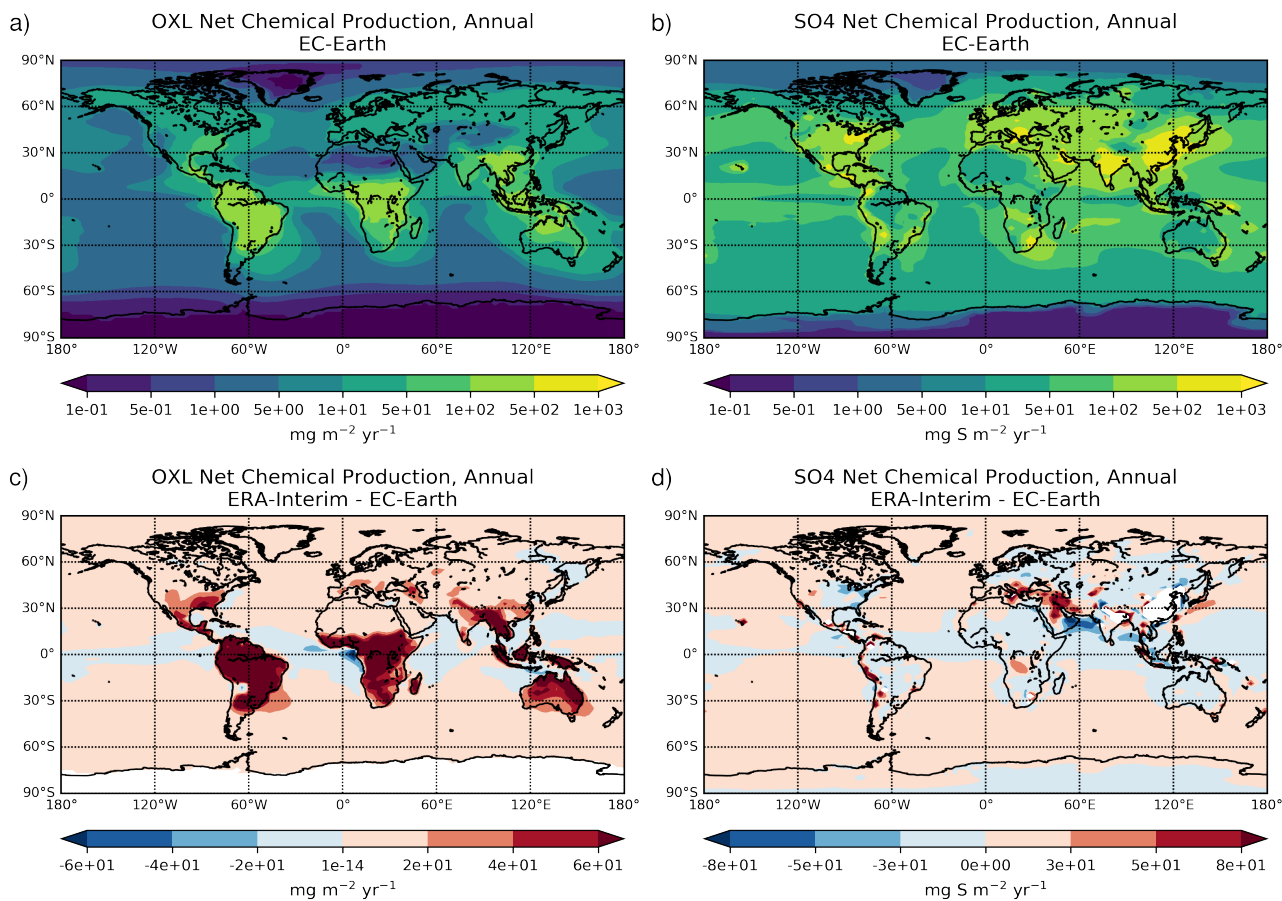 a)
OXL Net Chemical Production, Annual
EC-Earth
90°N
60°N
30°N
0°
30°S
60°S
90°S
180° 120°W 60°W 0° 60°E 120°E 180°
1e-01 5e-01 1e+00 5e+00 1e+01 5e+01 1e+02 5e+02 1e+03
mg m⁻² yr⁻¹
b)
SO4 Net Chemical Production, Annual
EC-Earth
90°N
60°N
30°N
0°
30°S
60°S
90°S
180° 120°W 60°W 0° 60°E 120°E 180°
1e-01 5e-01 1e+00 5e+00 1e+01 5e+01 1e+02 5e+02 1e+03
mg S m⁻² yr⁻¹
c)
OXL Net Chemical Production, Annual
ERA-Interim - EC-Earth
90°N
60°N
30°N
0°
30°S
60°S
90°S
180° 120°W 60°W 0° 60°E 120°E 180°
-6e+01 -4e+01 -2e+01 1e-14 2e+01 4e+01 6e+01
mg m⁻² yr⁻¹
d)
SO4 Net Chemical Production, Annual
ERA-Interim - EC-Earth
90°N
60°N
30°N
0°
30°S
60°S
90°S
180° 120°W 60°W 0° 60°E 120°E 180°
-8e+01 -5e+01 -3e+01 0e+00 3e+01 5e+01 8e+01
mg S m⁻² yr⁻¹